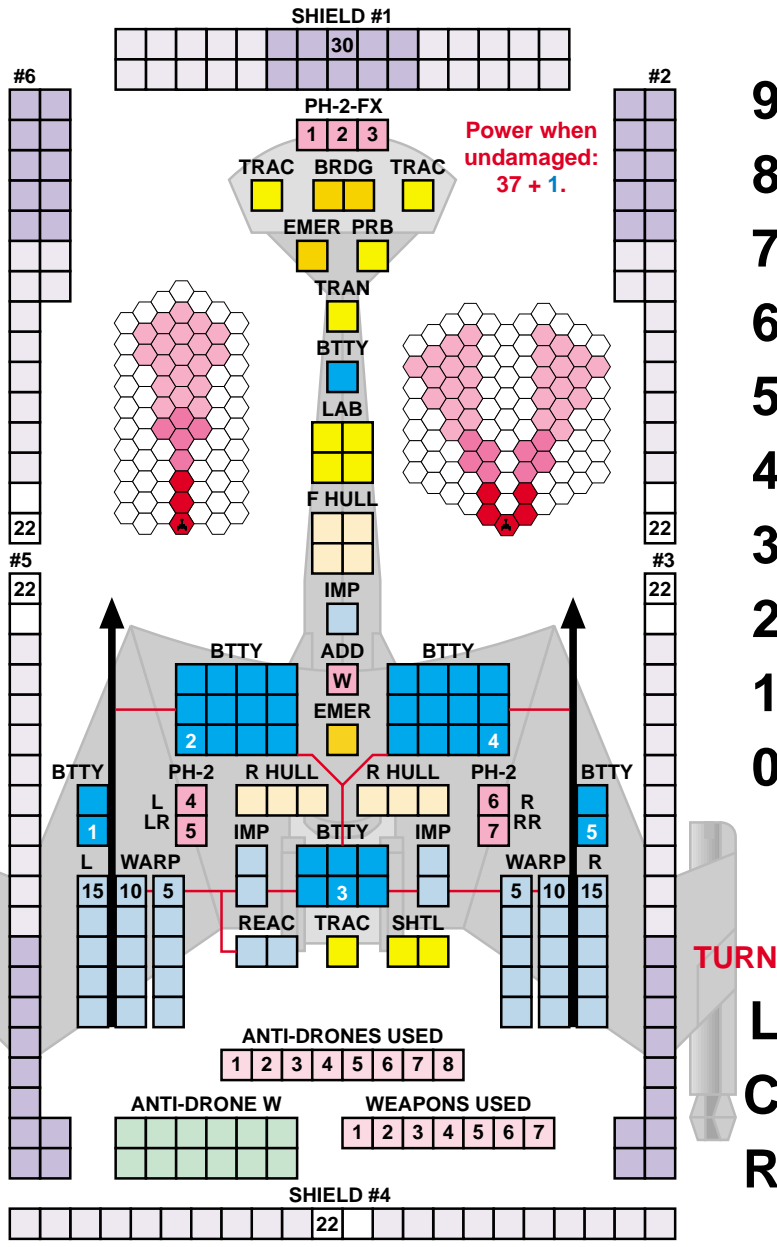 SHIELD #1
30
#6
#2
PH-2-FX
1 2 3
Power when
undamaged:
37 + 1.
TRAC BRDG TRAC
EMER PRB
TRAN
BTTY
LAB
F HULL
22
22
#5
#3
22
22
IMP
BTTY ADD BTTY
W
EMER
2
4
BTTY PH-2 R HULL R HULL PH-2 BTTY
L 4
LR 5
6 R
7 RR
1
IMP BTTY IMP
3
5
L WARP
WARP R
15 10 5
5 10 15
REAC TRAC SHTL
ANTI-DRONES USED
1 2 3 4 5 6 7 8
ANTI-DRONE W
WEAPONS USED
1 2 3 4 5 6 7
SHIELD #4
22
9
8
7
6
5
4
3
2
1
0
TURN
L
C
R